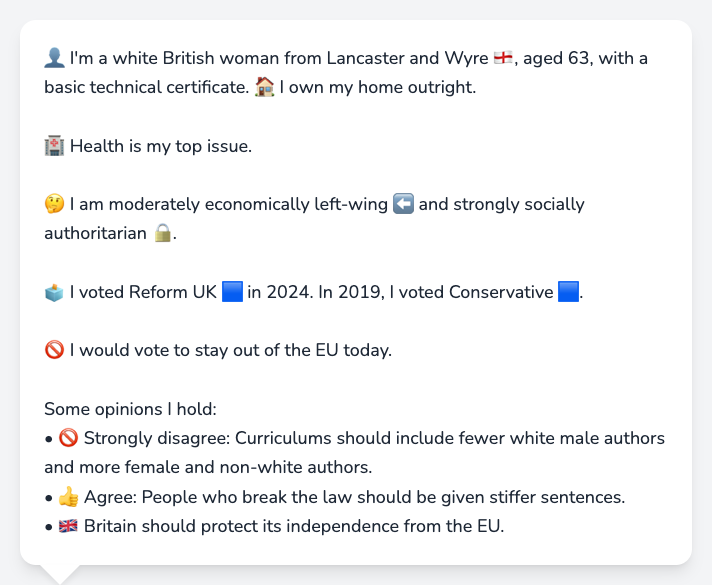 👤 I'm a white British woman from Lancaster and Wyre 🏴󠁧󠁢󠁥󠁮󠁧󠁿, aged 63, with a
basic technical certificate. 🏠 I own my home outright.
🏥 Health is my top issue.
🤔 I am moderately economically left-wing ⬅️ and strongly socially
authoritarian 🔒.
🗳️ I voted Reform UK 🟦 in 2024. In 2019, I voted Conservative 🟦.
🚫 I would vote to stay out of the EU today.
Some opinions I hold:
• 🚫 Strongly disagree: Curriculums should include fewer white male authors
and more female and non-white authors.
• 👍 Agree: People who break the law should be given stiffer sentences.
• 🇬🇧 Britain should protect its independence from the EU.